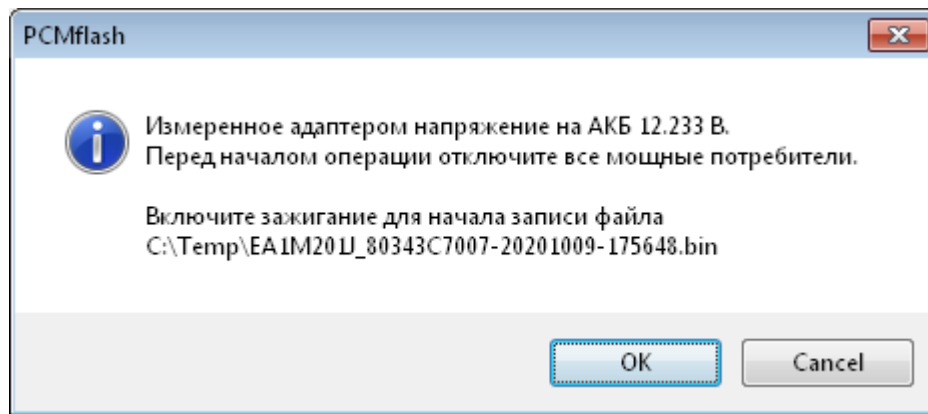 PCMflash
Измеренное адаптером напряжение на АКБ 12.233 В.
Перед началом операции отключите все мощные потребители.
Включите зажигание для начала записи файла
C:\Temp\EA1M201J_80343C7007-20201009-175648.bin
OK
Cancel